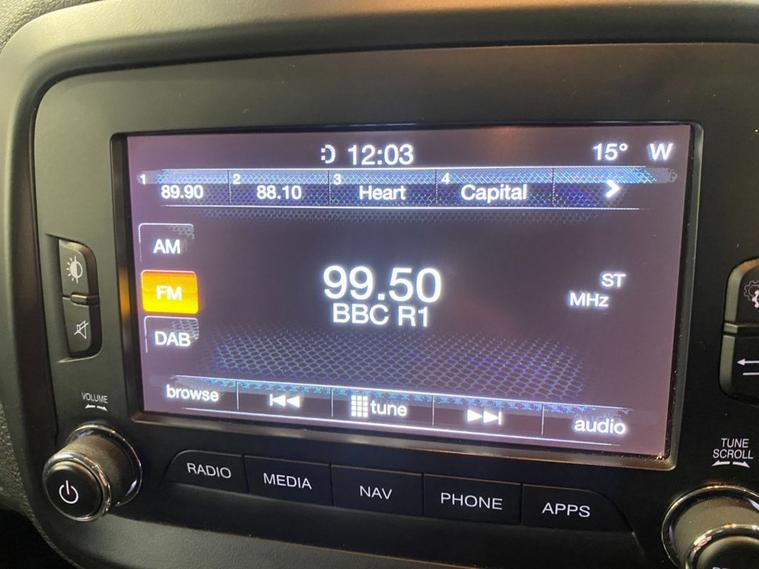 12:03 15° W
1 89.90 2 88.10 3 Heart 4 Capital
AM
FM
DAB
99.50
BBC R1
ST
MHz
browse tune audio
VOLUME
RADIO MEDIA NAV PHONE APPS
TUNE
SCROLL